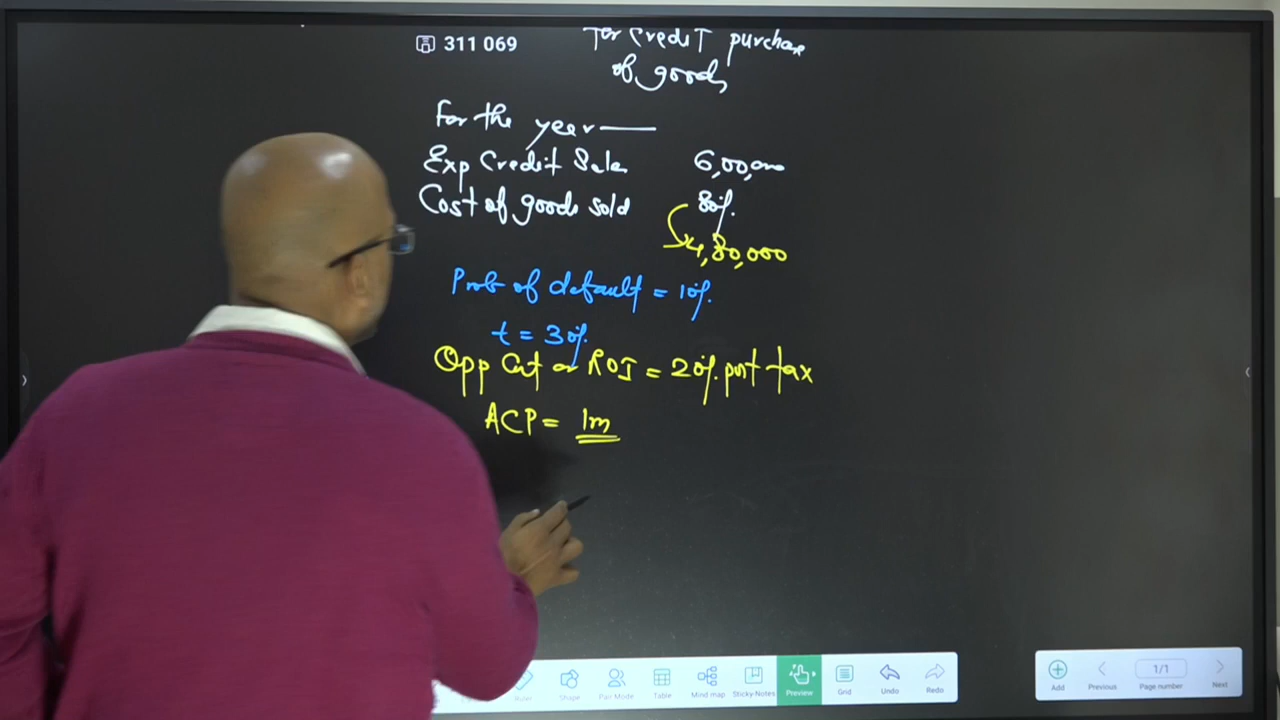 311 069
For Credit purchase
of goods
For the year
Exp Credit Sales 6,00,000
Cost of goods sold 80%.
4,80,000
Prob of default = 10%.
t = 30%.
Opp Cost or ROI = 20%. post tax
ACP = 1m
Shape Pair Mode Table Mind map Sticky-Notes Preview Grid Undo Redo
Add Previous 1/1 Page number Next